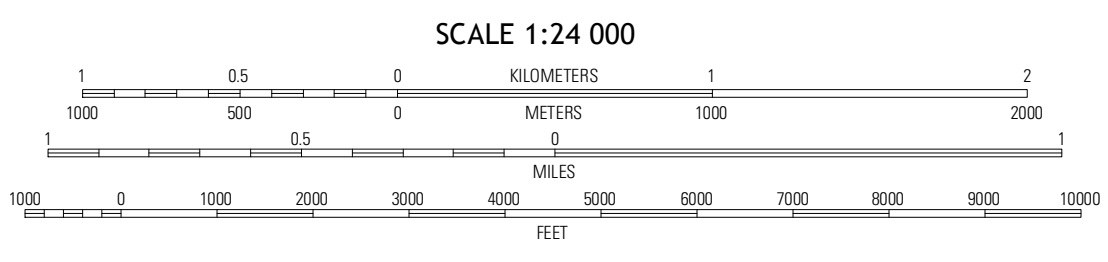 SCALE 1:24 000
1 0.5 0 KILOMETERS 1 2
1000 500 0 METERS 1000 2000
1 0.5 0 1
MILES
1000 0 1000 2000 3000 4000 5000 6000 7000 8000 9000 10000
FEET